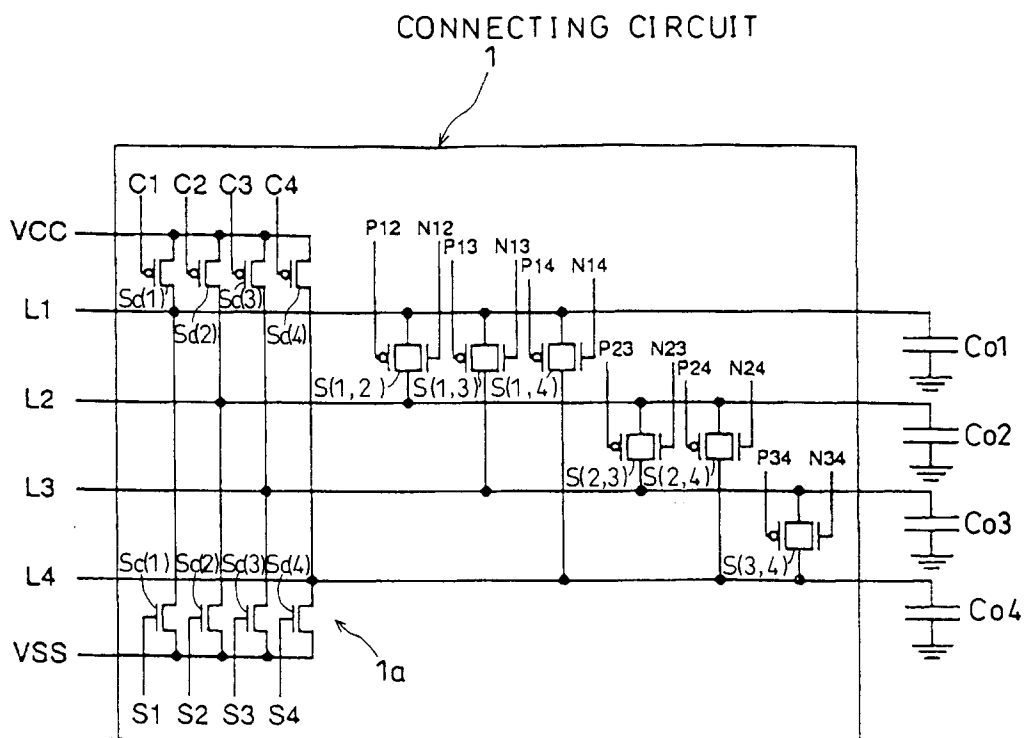 CONNECTING CIRCUIT
1
C1 C2 C3 C4
VCC
P12 N12 P13 N13 P14 N14
Sd(1) Sd(2) Sd(3) Sd(4)
L1
Co1
P23 N23 P24 N24
S(1,2) S(1,3) S(1,4)
L2
Co2
P34 N34
S(2,3) S(2,4)
L3
Co3
Sc(1) Sd(2) Sd(3) Sd(4)
S(3,4)
L4
Co4
VSS
1a
S1 S2 S3 S4